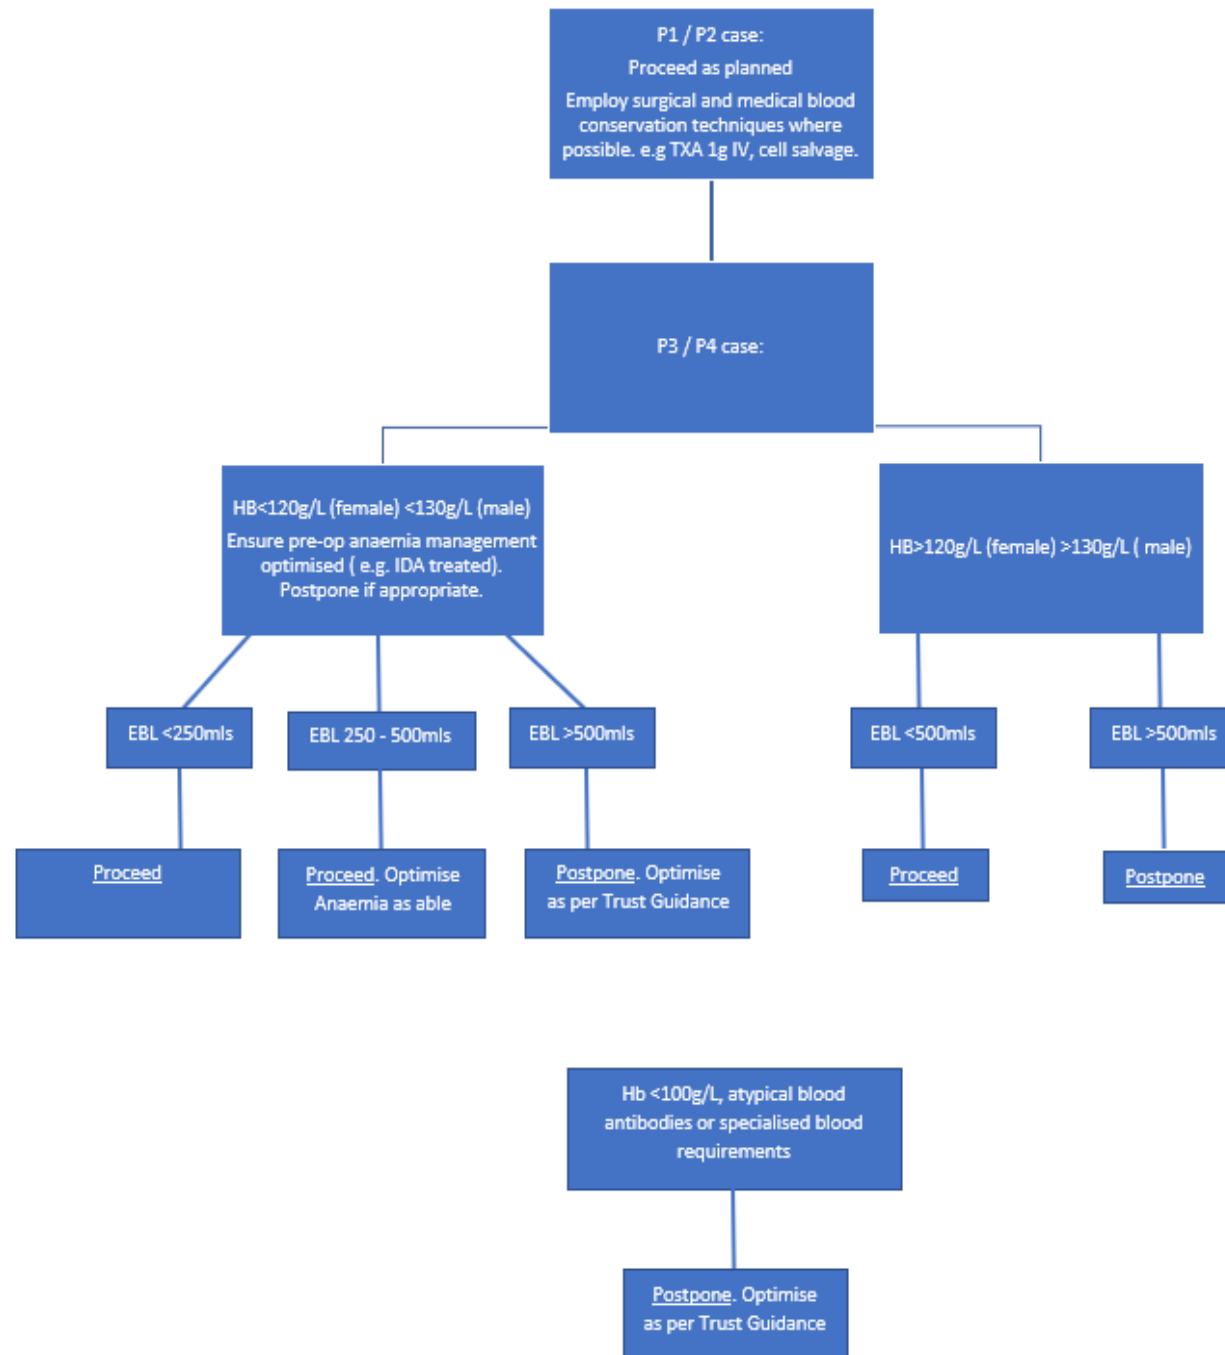 P1 / P2 case:
Proceed as planned
Employ surgical and medical blood
conservation techniques where
possible. e.g TXA 1g IV, cell salvage.
P3 / P4 case:
HB<120g/L (female) <130g/L (male)
Ensure pre-op anaemia management
optimised ( e.g. IDA treated).
Postpone if appropriate.
HB>120g/L (female) >130g/L ( male)
EBL <250mls
EBL 250 - 500mls
EBL >500mls
EBL <500mls
EBL >500mls
Proceed
Proceed. Optimise
Anaemia as able
Postpone. Optimise
as per Trust Guidance
Proceed
Postpone
Hb <100g/L, atypical blood
antibodies or specialised blood
requirements
Postpone. Optimise
as per Trust Guidance